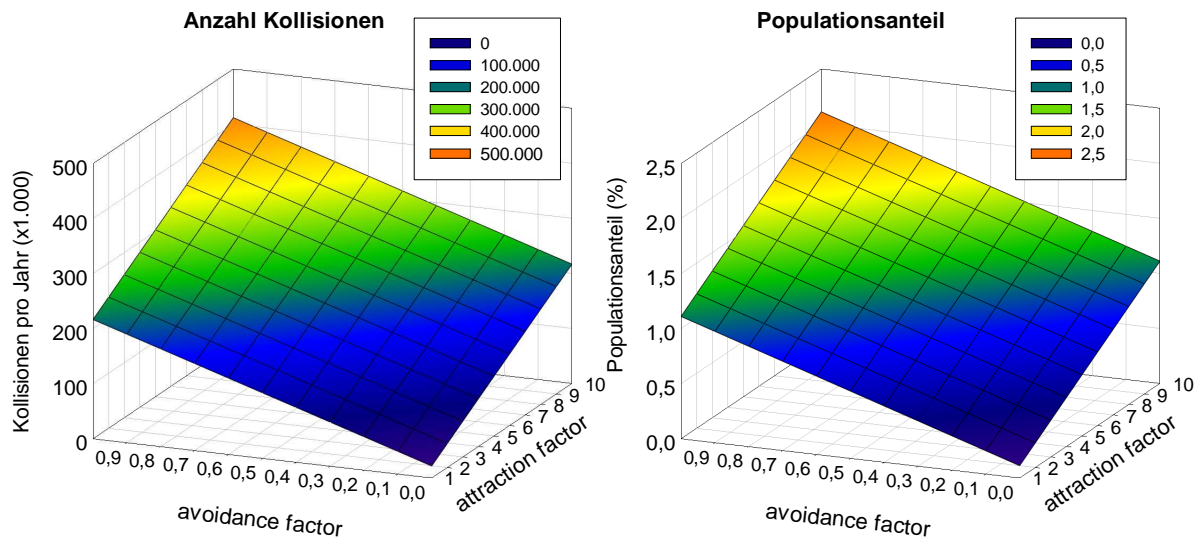 Anzahl Kollisionen
0
100.000
200.000
300.000
400.000
500.000
Kollisionen pro Jahr (x1.000)
500
400
300
200
100
0
0,9 0,8 0,7 0,6 0,5 0,4 0,3 0,2 0,1 0,0
avoidance factor
1 2 3 4 5 6 7 8 9 10
attraction factor
Populationsanteil
0,0
0,5
1,0
1,5
2,0
2,5
Populationsanteil (%)
2,5
2,0
1,5
1,0
0,5
0,0
0,9 0,8 0,7 0,6 0,5 0,4 0,3 0,2 0,1 0,0
avoidance factor
1 2 3 4 5 6 7 8 9 10
attraction factor